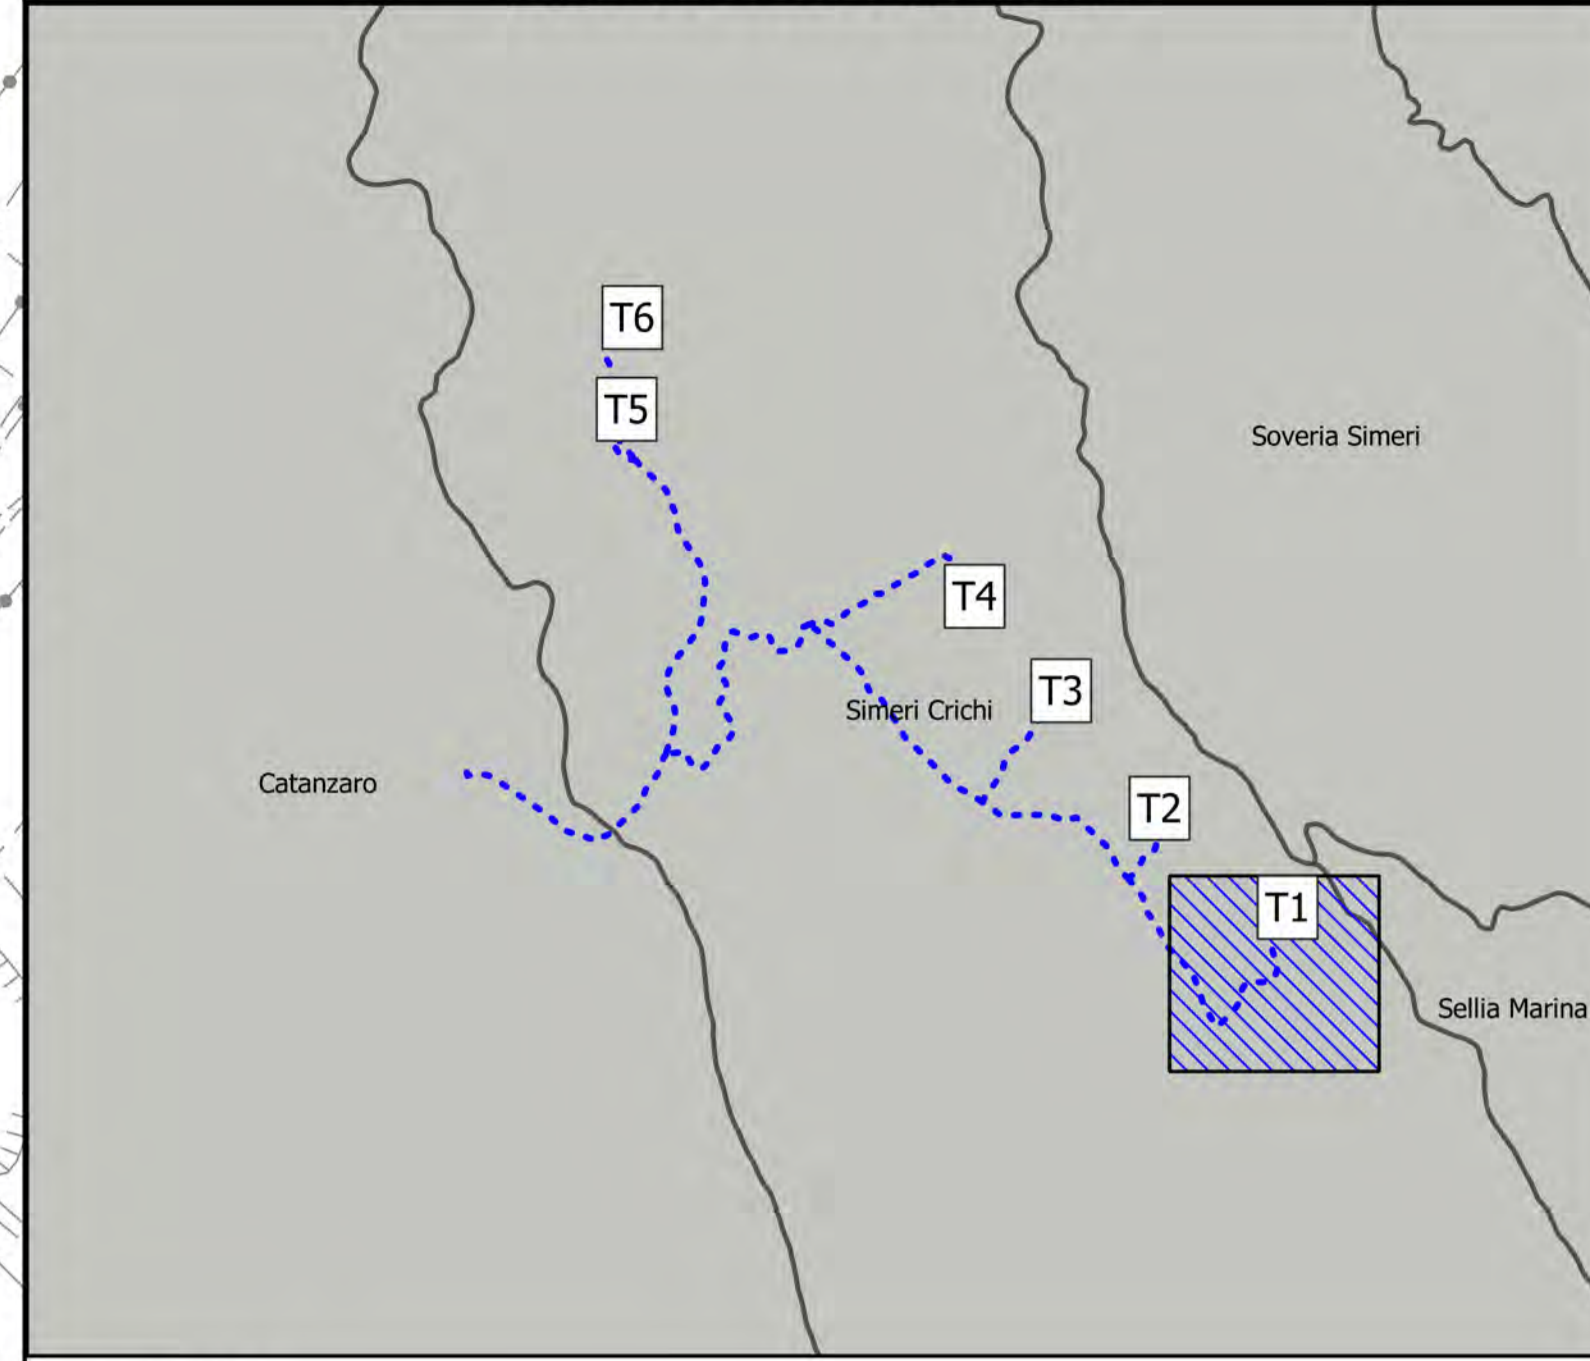 T6
T5
Soveria Simeri
T4
T3
Simeri Crichi
Catanzaro
T2
T1
Sellia Marina